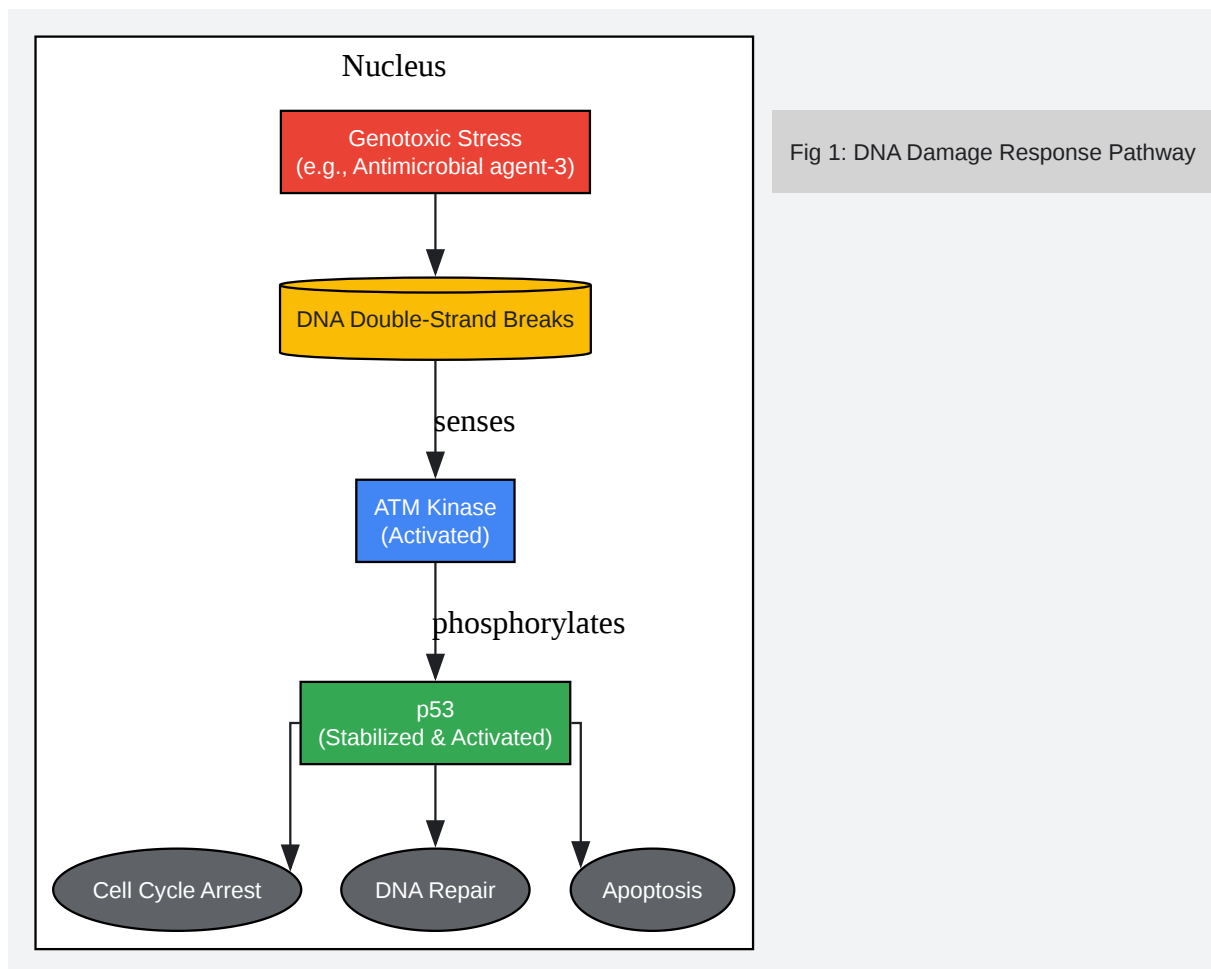 Nucleus
Genotoxic Stress
(e.g., Antimicrobial agent-3)
Fig 1: DNA Damage Response Pathway
DNA Double-Strand Breaks
senses
ATM Kinase
(Activated)
phosphorylates
p53
(Stabilized & Activated)
Cell Cycle Arrest
DNA Repair
Apoptosis